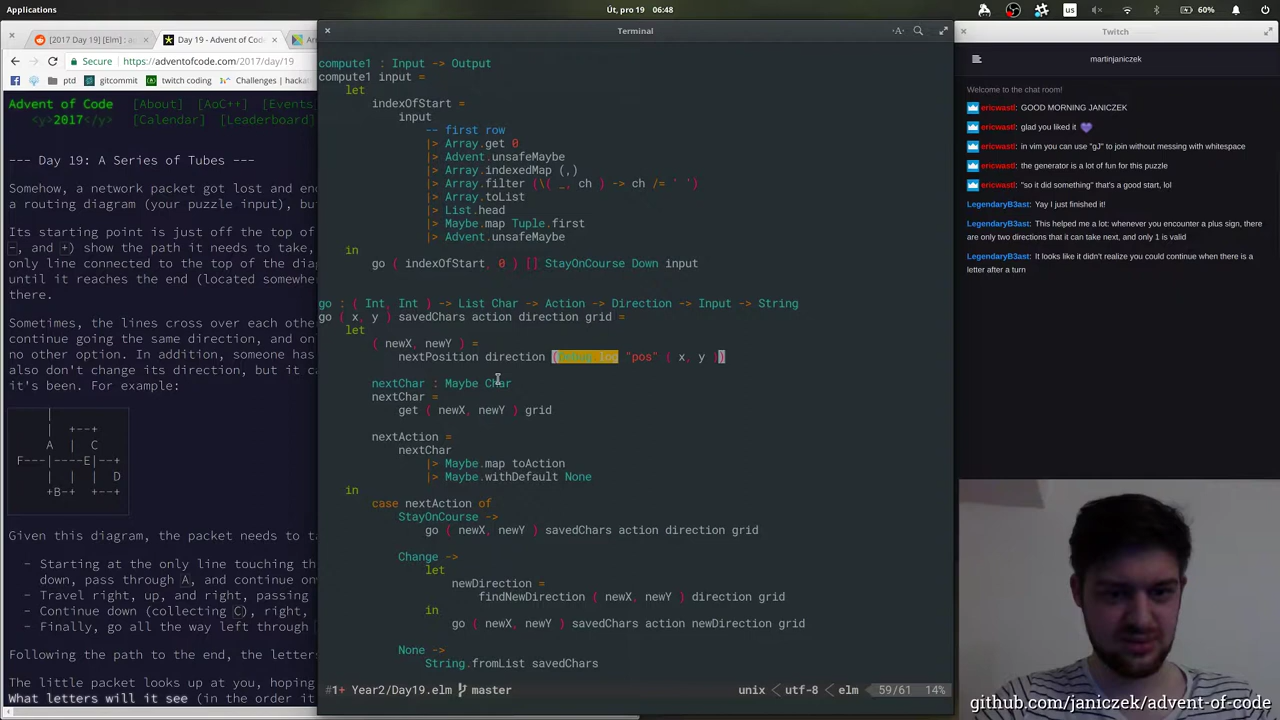 Applications
Út, pro 19 06:48
us
60%
[2017 Day 19] [Elm] : a
Day 19 - Advent of Cod
Terminal
Twitch
Secure
https://adventofcode.com/2017/day/19
ptd
gitcommit
twitch coding
Challenges | hacka
Advent of Code
[About] [AoC++] [Events
<y>2017</y>
[Calendar] [Leaderboard]
--- Day 19: A Series of Tubes ---
Somehow, a network packet got lost and en
a routing diagram (your puzzle input), bu
Its starting point is just off the top of
-, and +) show the path it needs to take,
only line connected to the top of the dia
until it reaches the end (located somewhe
there.
Sometimes, the lines cross over each othe
continue going the same direction, and on
no other option. In addition, someone has
also don't change its direction, but it
it's been. For example:
|
| +--+
A | C
F---|----E|--+
| | | D
+B-+ +--+
Given this diagram, the packet needs to t
- Starting at the only line touching th
down, pass through A, and continue on
- Travel right, up, and right, passing
- Continue down (collecting C), right,
- Finally, go all the way left through
Following the path to the end, the letter
The little packet looks up at you, hoping
What letters will it see (in the order it
compute1 : Input -> Output
compute1 input =
let
indexOfStart =
input
-- first row
|> Array.get 0
|> Advent.unsafeMaybe
|> Array.indexedMap (,)
|> Array.filter (\( _, ch ) -> ch /= ' ')
|> Array.toList
|> List.head
|> Maybe.map Tuple.first
|> Advent.unsafeMaybe
in
go ( indexOfStart, 0 ) [] StayOnCourse Down input
go : ( Int, Int ) -> List Char -> Action -> Direction -> Input -> String
go ( x, y ) savedChars action direction grid =
let
( newX, newY ) =
nextPosition direction (Debug.log "pos" ( x, y ))
nextChar : Maybe Char
nextChar =
get ( newX, newY ) grid
nextAction =
nextChar
|> Maybe.map toAction
|> Maybe.withDefault None
in
case nextAction of
StayOnCourse ->
go ( newX, newY ) savedChars action direction grid
Change ->
let
newDirection =
findNewDirection ( newX, newY ) direction grid
in
go ( newX, newY ) savedChars action newDirection grid
None ->
String.fromList savedChars
#1+ Year2/Day19.elm master
unix < utf-8 < elm 59/61 14%
martinjaniczek
Welcome to the chat room!
ericwastl: GOOD MORNING JANICZEK
ericwastl: glad you liked it
ericwastl: in vim you can use "gJ" to join without messing with whitespace
ericwastl: the generator is a lot of fun for this puzzle
ericwastl: "so it did something" that's a good start, lol
LegendaryB3ast: Yay I just finished it!
LegendaryB3ast: This helped me a lot: whenever you encounter a plus sign, there
are only two directions that it can take next, and only 1 is valid
LegendaryB3ast: It looks like it didn't realize you could continue when there is a
letter after a turn
github.com/janiczek/advent-of-code